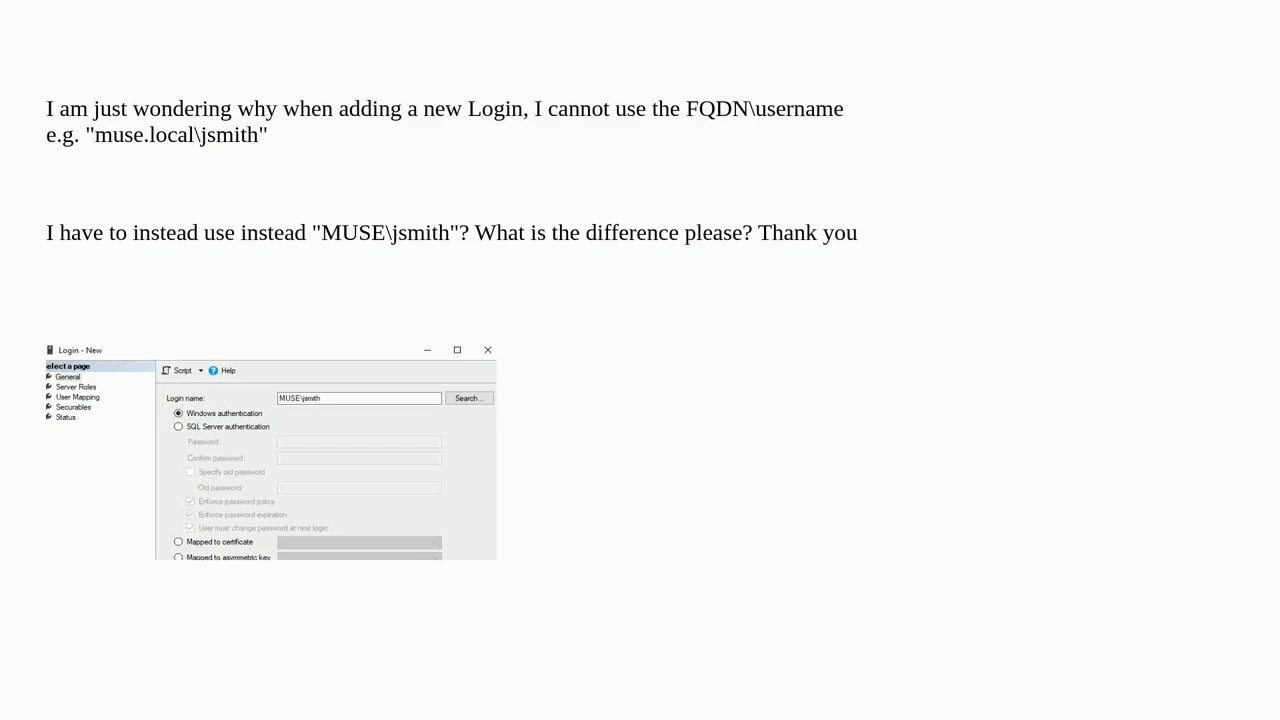 I am just wondering why when adding a new Login, I cannot use the FQDN\username
e.g. "muse.local\jsmith"
I have to instead use instead "MUSE\jsmith"? What is the difference please? Thank you
Login - New
elect a page
General
Server Roles
User Mapping
Securables
Status
Script
Help
Login name:
MUSE\jsmith
Search...
Windows authentication
SQL Server authentication
Password
Confirm password:
Specify old password
Old password:
Enforce password policy
Enforce password expiration
User must change password at next login
Mapped to certificate
Mapped to asymmetric key